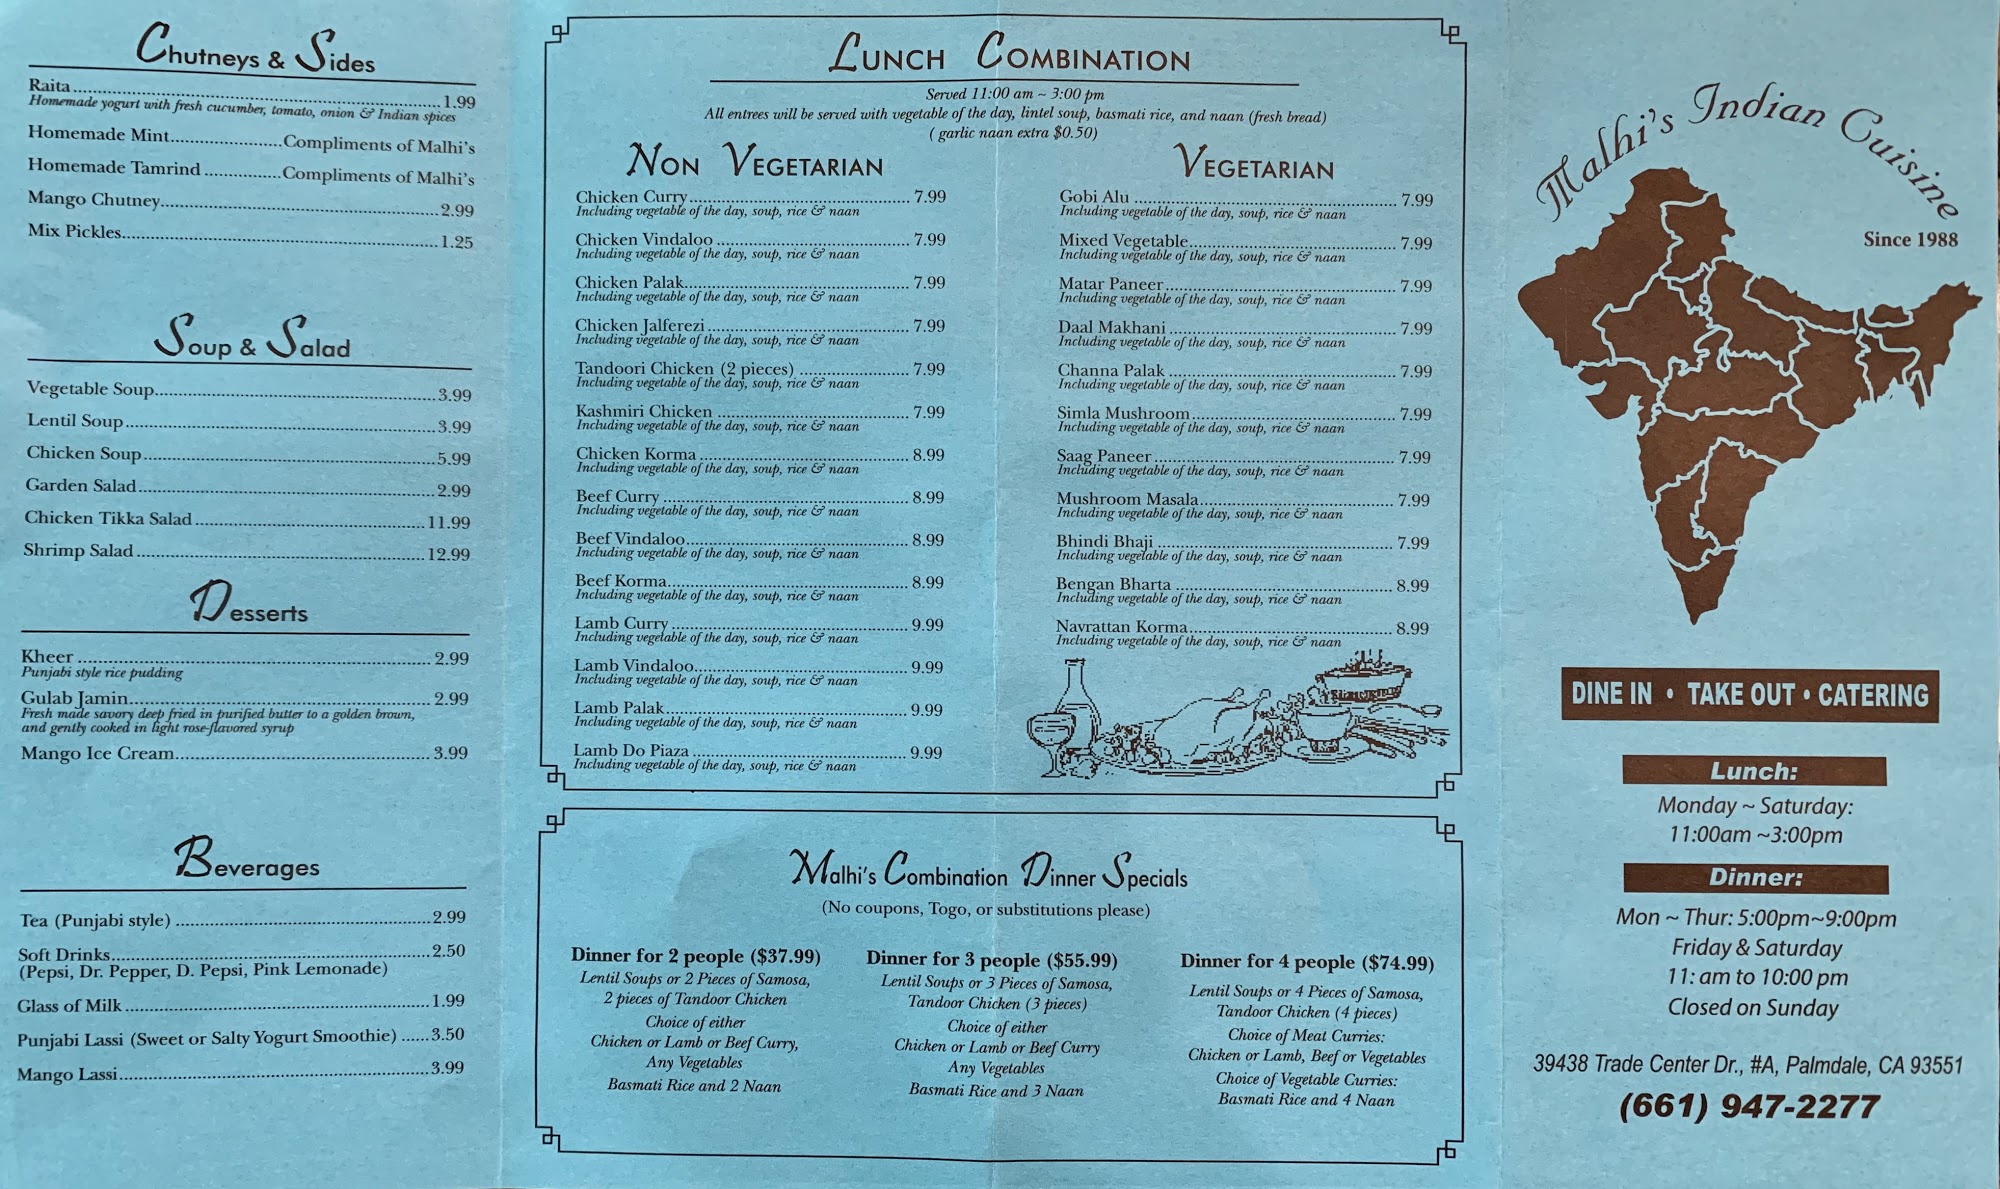 Chutneys & Sides
Raita 1.99
Homemade yogurt with fresh cucumber, tomato, onion & Indian spices
Homemade Mint Compliments of Malhi's
Homemade Tamrind Compliments of Malhi's
Mango Chutney 2.99
Mix Pickles 1.25
Soup & Salad
Vegetable Soup 3.99
Lentil Soup 3.99
Chicken Soup 5.99
Garden Salad 2.99
Chicken Tikka Salad 11.99
Shrimp Salad 12.99
Desserts
Kheer 2.99
Punjabi style rice pudding
Gulab Jamin 2.99
Fresh made savory deep fried in purified butter to a golden brown,
and gently cooked in light rose-flavored syrup
Mango Ice Cream 3.99
Beverages
Tea (Punjabi style) 2.99
Soft Drinks 2.50
(Pepsi, Dr. Pepper, D. Pepsi, Pink Lemonade)
Glass of Milk 1.99
Punjabi Lassi (Sweet or Salty Yogurt Smoothie) 3.50
Mango Lassi 3.99
Lunch Combination
Served 11:00 am ~ 3:00 pm
All entrees will be served with vegetable of the day, lintel soup, basmati rice, and naan (fresh bread)
( garlic naan extra $0.50)
Non Vegetarian
Chicken Curry 7.99
Including vegetable of the day, soup, rice & naan
Chicken Vindaloo 7.99
Including vegetable of the day, soup, rice & naan
Chicken Palak 7.99
Including vegetable of the day, soup, rice & naan
Chicken Jalferezi 7.99
Including vegetable of the day, soup, rice & naan
Tandoori Chicken (2 pieces) 7.99
Including vegetable of the day, soup, rice & naan
Kashmiri Chicken 7.99
Including vegetable of the day, soup, rice & naan
Chicken Korma 8.99
Including vegetable of the day, soup, rice & naan
Beef Curry 8.99
Including vegetable of the day, soup, rice & naan
Beef Vindaloo 8.99
Including vegetable of the day, soup, rice & naan
Beef Korma 8.99
Including vegetable of the day, soup, rice & naan
Lamb Curry 9.99
Including vegetable of the day, soup, rice & naan
Lamb Vindaloo 9.99
Including vegetable of the day, soup, rice & naan
Lamb Palak 9.99
Including vegetable of the day, soup, rice & naan
Lamb Do Piaza 9.99
Including vegetable of the day, soup, rice & naan
Vegetarian
Gobi Alu 7.99
Including vegetable of the day, soup, rice & naan
Mixed Vegetable 7.99
Including vegetable of the day, soup, rice & naan
Matar Paneer 7.99
Including vegetable of the day, soup, rice & naan
Daal Makhani 7.99
Including vegetable of the day, soup, rice & naan
Channa Palak 7.99
Including vegetable of the day, soup, rice & naan
Simla Mushroom 7.99
Including vegetable of the day, soup, rice & naan
Saag Paneer 7.99
Including vegetable of the day, soup, rice & naan
Mushroom Masala 7.99
Including vegetable of the day, soup, rice & naan
Bhindi Bhaji 7.99
Including vegetable of the day, soup, rice & naan
Bengan Bharta 8.99
Including vegetable of the day, soup, rice & naan
Navrattan Korma 8.99
Including vegetable of the day, soup, rice & naan
Malhi's Combination Dinner Specials
(No coupons, Togo, or substitutions please)
Dinner for 2 people ($37.99)
Lentil Soups or 2 Pieces of Samosa,
2 pieces of Tandoor Chicken
Choice of either
Chicken or Lamb or Beef Curry,
Any Vegetables
Basmati Rice and 2 Naan
Dinner for 3 people ($55.99)
Lentil Soups or 3 Pieces of Samosa,
Tandoor Chicken (3 pieces)
Choice of either
Chicken or Lamb or Beef Curry
Any Vegetables
Basmati Rice and 3 Naan
Dinner for 4 people ($74.99)
Lentil Soups or 4 Pieces of Samosa,
Tandoor Chicken (4 pieces)
Choice of Meat Curries:
Chicken or Lamb, Beef or Vegetables
Choice of Vegetable Curries:
Basmati Rice and 4 Naan
Malhi's Indian Cuisine
Since 1988
DINE IN • TAKE OUT • CATERING
Lunch:
Monday ~ Saturday:
11:00am ~3:00pm
Dinner:
Mon ~ Thur: 5:00pm~9:00pm
Friday & Saturday
11: am to 10:00 pm
Closed on Sunday
39438 Trade Center Dr., #A, Palmdale, CA 93551
(661) 947-2277